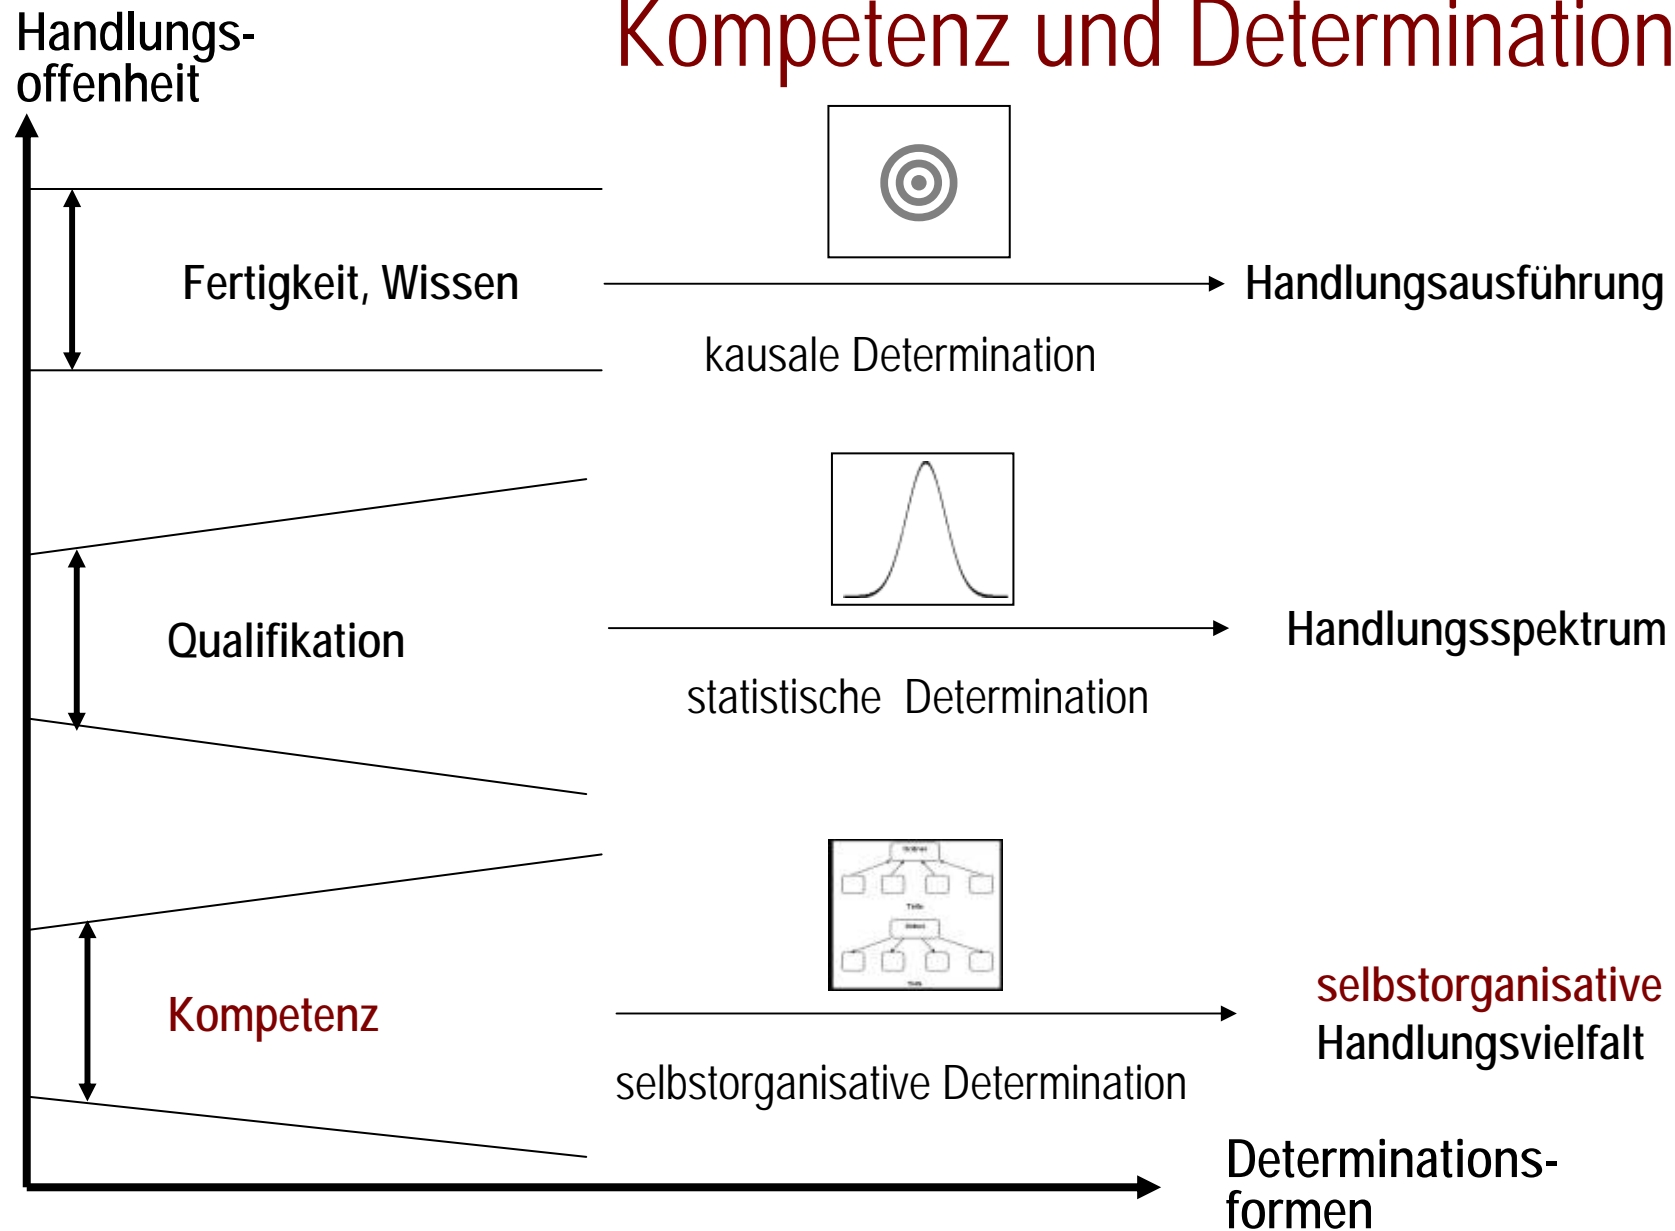 Kompetenz und Determination
Handlungs-
offenheit
Fertigkeit, Wissen
Handlungsausführung
kausale Determination
Qualifikation
Handlungsspektrum
statistische Determination
Kompetenz
selbstorganisative
Handlungsvielfalt
selbstorganisative Determination
Determinations-
formen